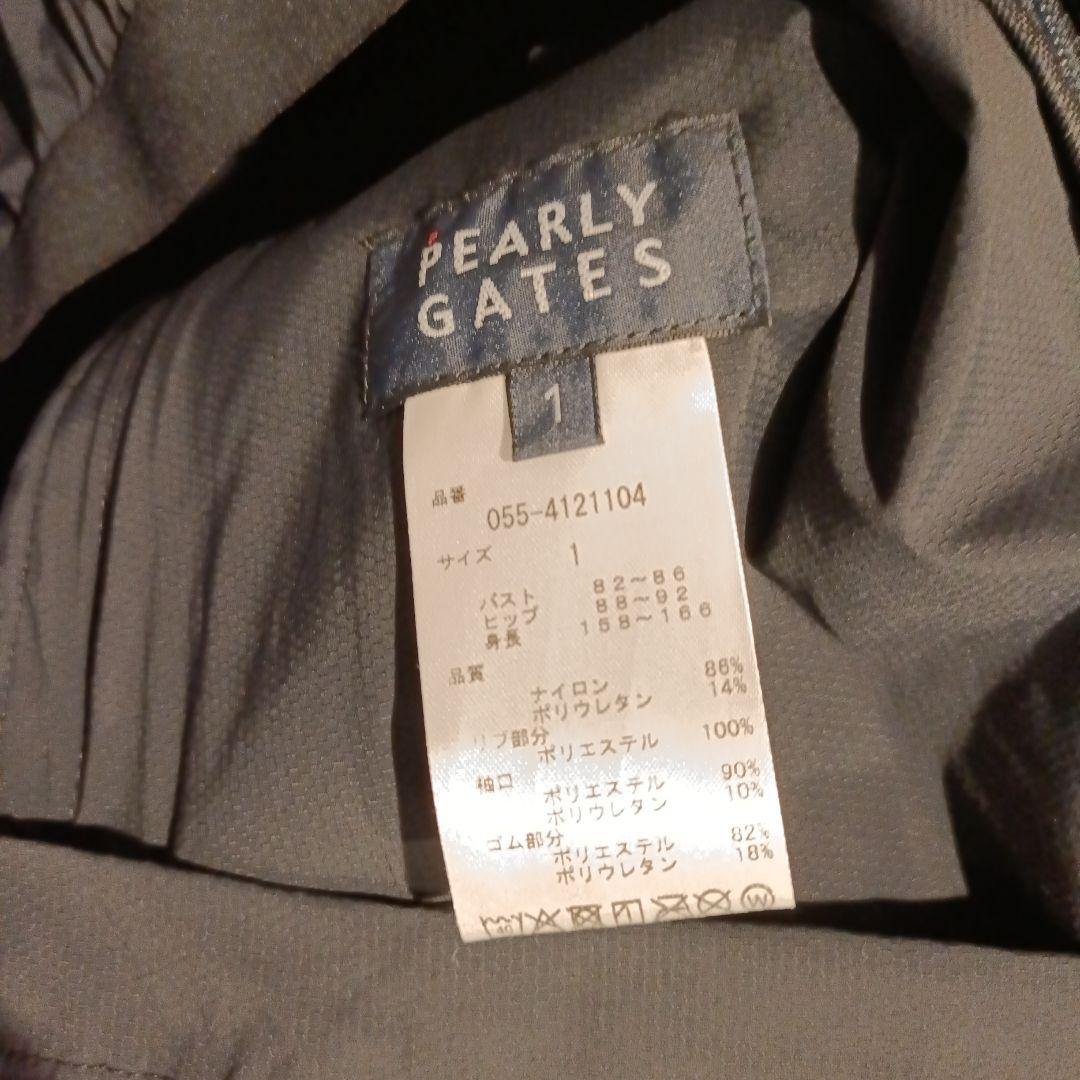 PEARLY
GATES
1
品番
055-4121104
サイズ 1
バスト 82～86
ヒップ 88～92
身長 158～166
品質
ナイロン 86%
ポリウレタン 14%
リブ部分
ポリエステル 100%
袖口
ポリエステル 90%
ポリウレタン 10%
ゴム部分
ポリエステル 82%
ポリウレタン 18%
40 W